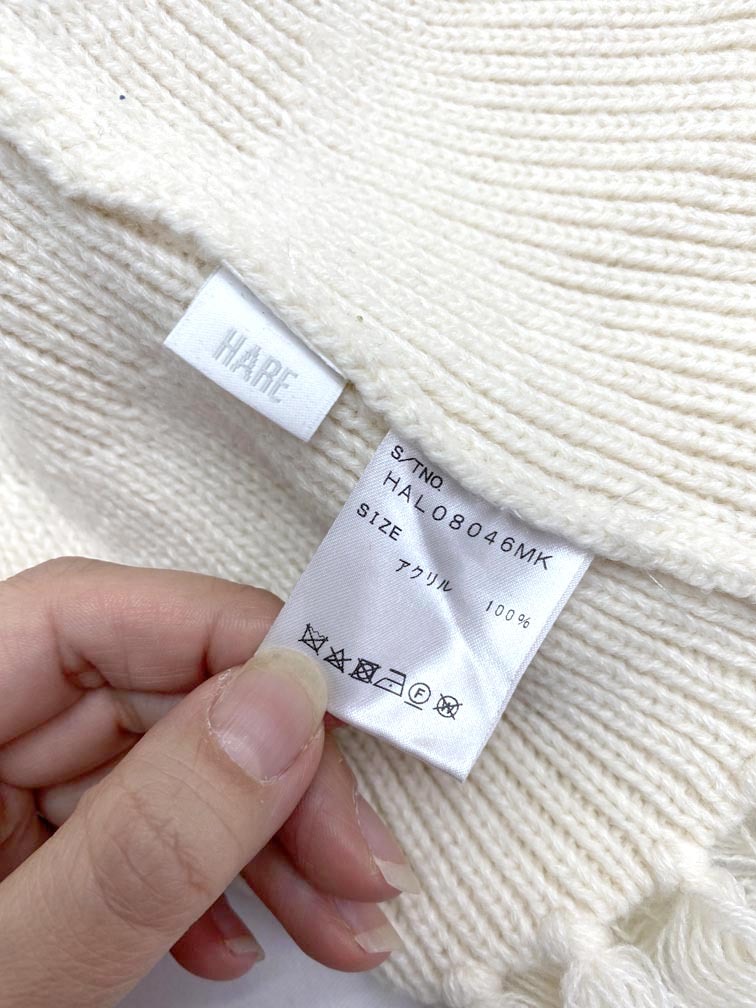 HARE
S/TNO.
HAL08046MK
SIZE
アクリル 100%
F
W